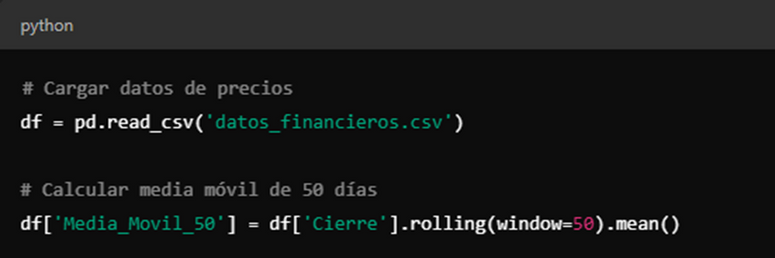 python
# Cargar datos de precios
df = pd.read_csv('datos_financieros.csv')
# Calcular media móvil de 50 días
df['Media_Movil_50'] = df['Cierre'].rolling(window=50).mean()